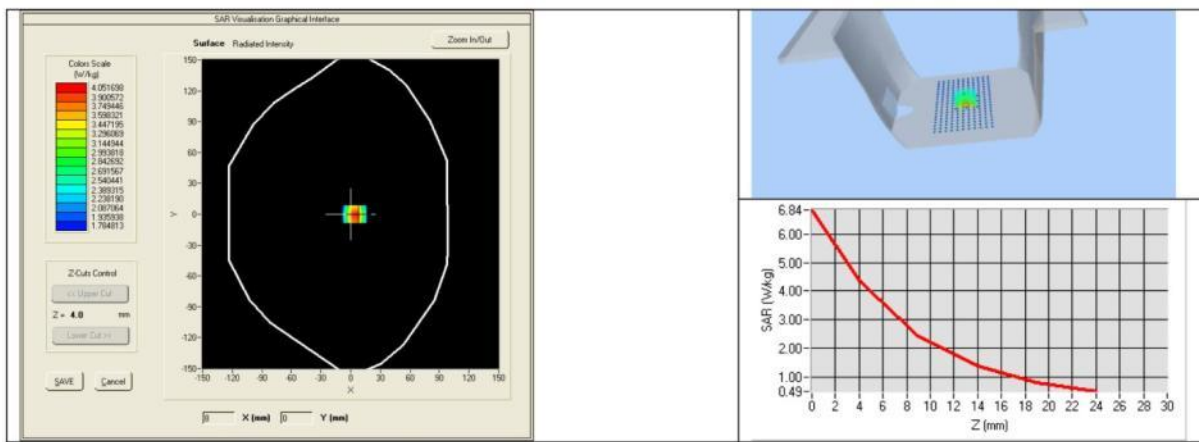 SAR Visualisation Graphical Interface
Surface Radiated Intensity
Zoom In/Out
Colors Scale
(W/kg)
4.051698
3.900572
3.749446
3.598321
3.447195
3.296069
3.144944
2.993818
2.842692
2.691567
2.540441
2.389315
2.238190
2.087064
1.935938
1.784813
Z-Cuts Control
<< Upper Cut
Z = 4.0 mm
Lower Cut >>
SAVE Cancel
150
120
90
60
30
0
-30
-60
-90
-120
-150
Y
-150 -120 -90 -60 -30 0 30 60 90 120 150
X
8 X (mm) 0 Y (mm)
6.84
6.00
5.00
4.00
3.00
2.00
1.00
0.49
SAR (W/kg)
0 2 4 6 8 10 12 14 16 18 20 22 24 26 28 30
Z (mm)